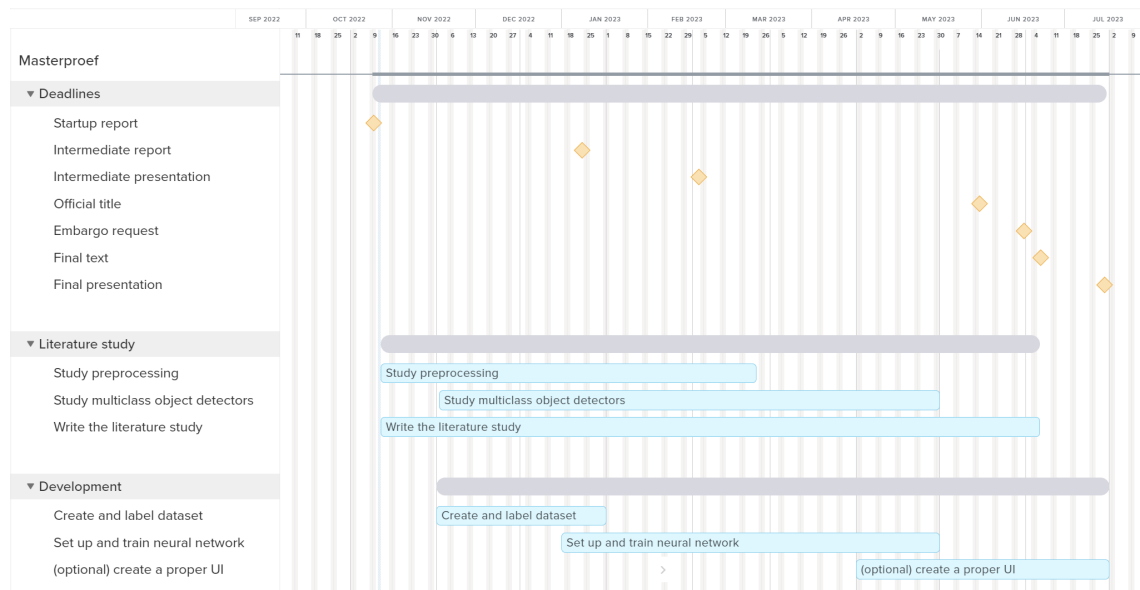 SEP 2022 OCT 2022 NOV 2022 DEC 2022 JAN 2023 FEB 2023 MAR 2023 APR 2023 MAY 2023 JUN 2023 JUL 2023
11 18 25 2 9 16 23 30 6 13 20 27 4 11 18 25 1 8 15 22 29 5 12 19 26 5 12 19 26 2 9 16 23 30 7 14 21 28 4 11 18 25 2 9
Masterproef
▼ Deadlines
Startup report
Intermediate report
Intermediate presentation
Official title
Embargo request
Final text
Final presentation
▼ Literature study
Study preprocessing Study preprocessing
Study multiclass object detectors Study multiclass object detectors
Write the literature study Write the literature study
▼ Development
Create and label dataset Create and label dataset
Set up and train neural network Set up and train neural network
(optional) create a proper UI (optional) create a proper UI